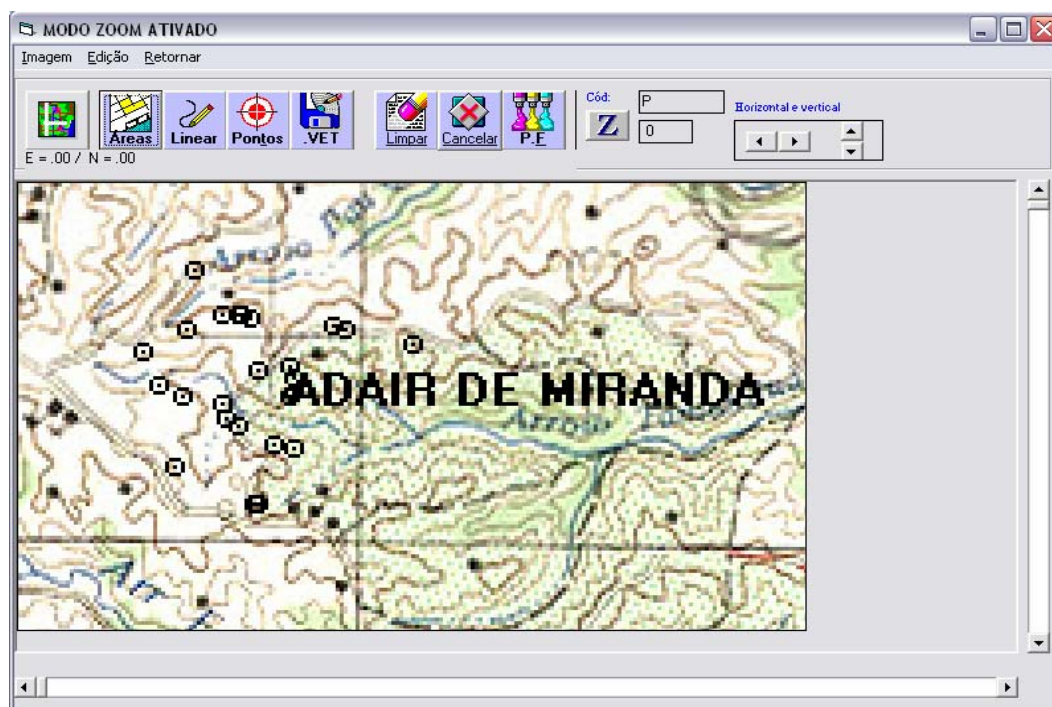 MODO ZOOM ATIVADO
Imagem Edição Retornar
Áreas Linear Pontos .VET Limpar Cancelar P.F
Cód: P
Z 0
Horizontal e vertical
E = .00 / N = .00
Arroio
ADAIR DE MIRANDA
Arroio